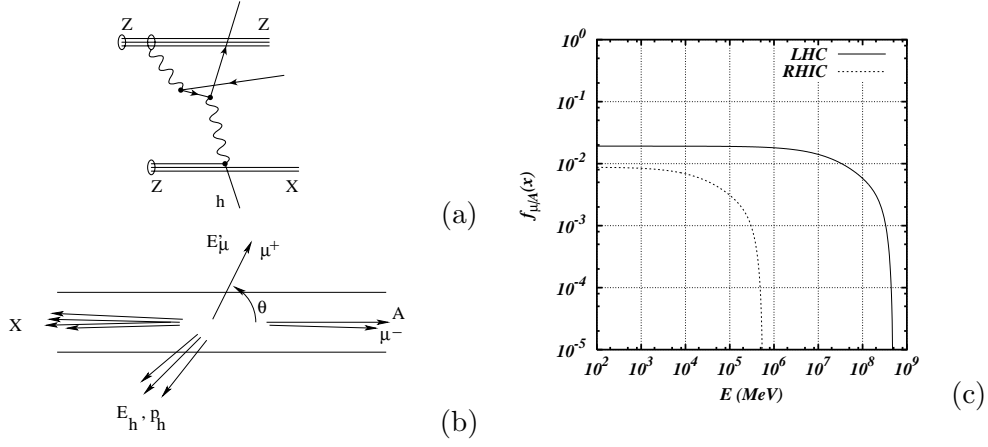 Z Z
Z X
h
(a)
E'μ μ+
θ
X A
μ−
E_h , p_h
(b)
10^0
10^-1
10^-2
10^-3
10^-4
10^-5
f_μ/A(x)
LHC
RHIC
10^2 10^3 10^4 10^5 10^6 10^7 10^8 10^9
E (MeV)
(c)